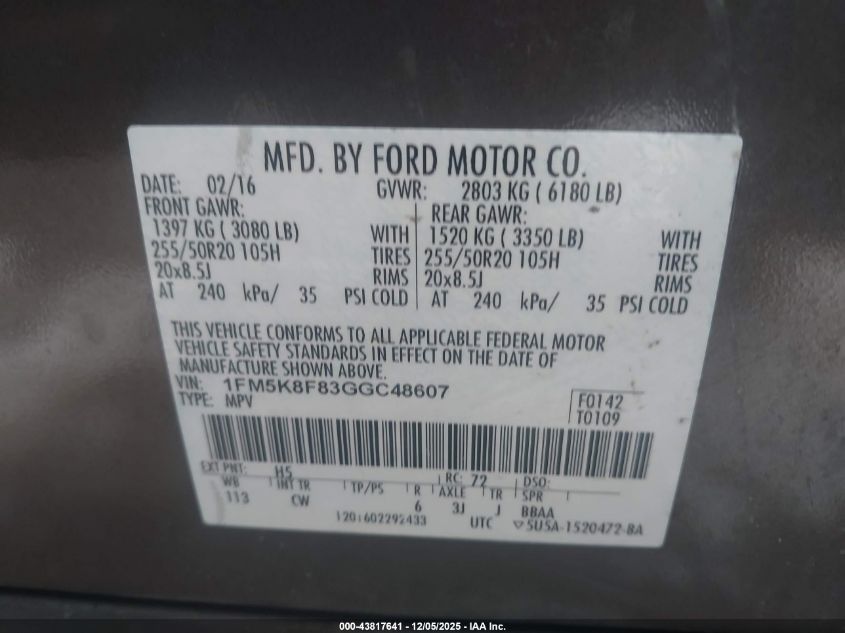 MFD. BY FORD MOTOR CO.
DATE: 02/16 GVWR: 2803 KG ( 6180 LB)
FRONT GAWR: REAR GAWR:
1397 KG ( 3080 LB) WITH 1520 KG ( 3350 LB) WITH
255/50R20 105H TIRES 255/50R20 105H TIRES
20x8.5J RIMS 20x8.5J RIMS
AT 240 kPa/ 35 PSI COLD AT 240 kPa/ 35 PSI COLD
THIS VEHICLE CONFORMS TO ALL APPLICABLE FEDERAL MOTOR
VEHICLE SAFETY STANDARDS IN EFFECT ON THE DATE OF
MANUFACTURE SHOWN ABOVE.
VIN: 1FM5K8F83GGC48607 F0142
TYPE: MPV T0109
EXT PNT: H5 RC: 72 DSO:
WB INT TR TP/PS R AXLE TR SPR
113 CW 6 3J J BBAA
120:602292433 UTC ▽5U5A-1520472-BA
000-43817641 - 12/05/2025 - IAA Inc.